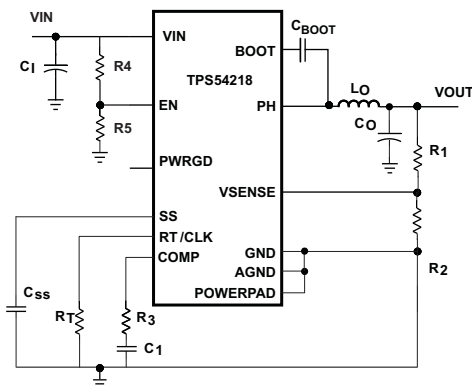 VIN
VIN
BOOT
CBOOT
CI
R4
TPS54218
R5
EN
PH
LO
VOUT
CO
R1
PWRGD
VSENSE
SS
RT/CLK
COMP
GND
AGND
POWERPAD
R2
Css
RT
R3
C1